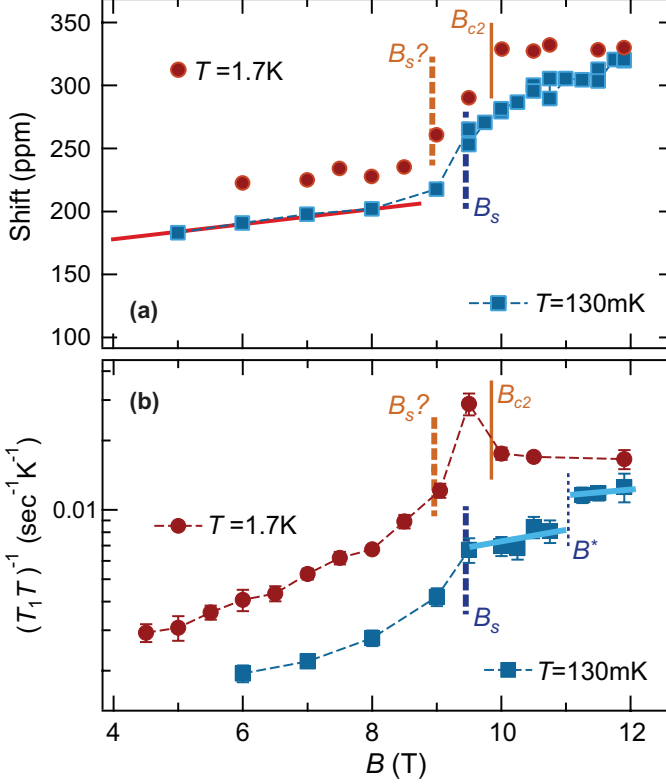 350
300
250
200
150
100
Shift (ppm)
T=1.7K
B_s?
B_c2
B_s
(a)
T=130mK
(b)
B_s?
B_c2
0.01
(T_1T)^-1 (sec^-1K^-1)
T=1.7K
B*
B_s
T=130mK
4
6
8
10
12
B (T)